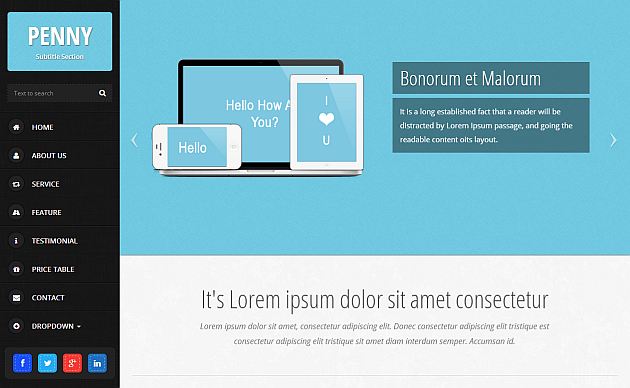 PENNY
Subtitle Section
Text to search
HOME
ABOUT US
SERVICE
FEATURE
TESTIMONIAL
PRICE TABLE
CONTACT
DROPDOWN
Hello How A
You?
Hello
I
U
Bonorum et Malorum
It is a long established fact that a reader will be
distracted by Lorem Ipsum passage, and going the
readable content oits layout.
It's Lorem ipsum dolor sit amet consectetur
Lorem ipsum dolor sit amet, consectetur adipiscing elit. Donec consectetur adipiscing elit tristique est
consectetur adipiscing elit tristique sit amet diam interdum semper. Accumsan id.